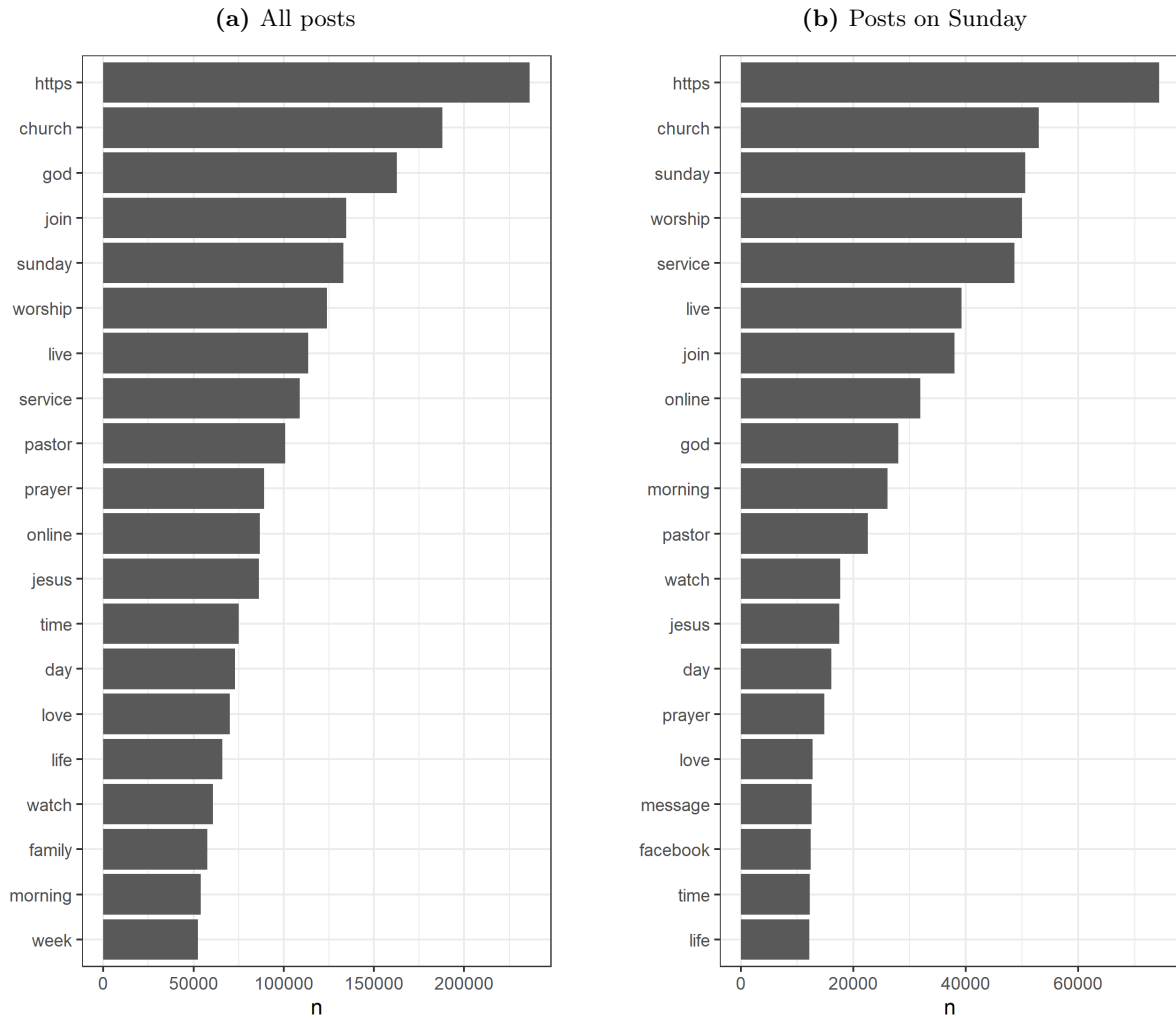 (a) All posts
https
church
god
join
sunday
worship
live
service
pastor
prayer
online
jesus
time
day
love
life
watch
family
morning
week
0 50000 100000 150000 200000
n
(b) Posts on Sunday
https
church
sunday
worship
service
live
join
online
god
morning
pastor
watch
jesus
day
prayer
love
message
facebook
time
life
0 20000 40000 60000
n